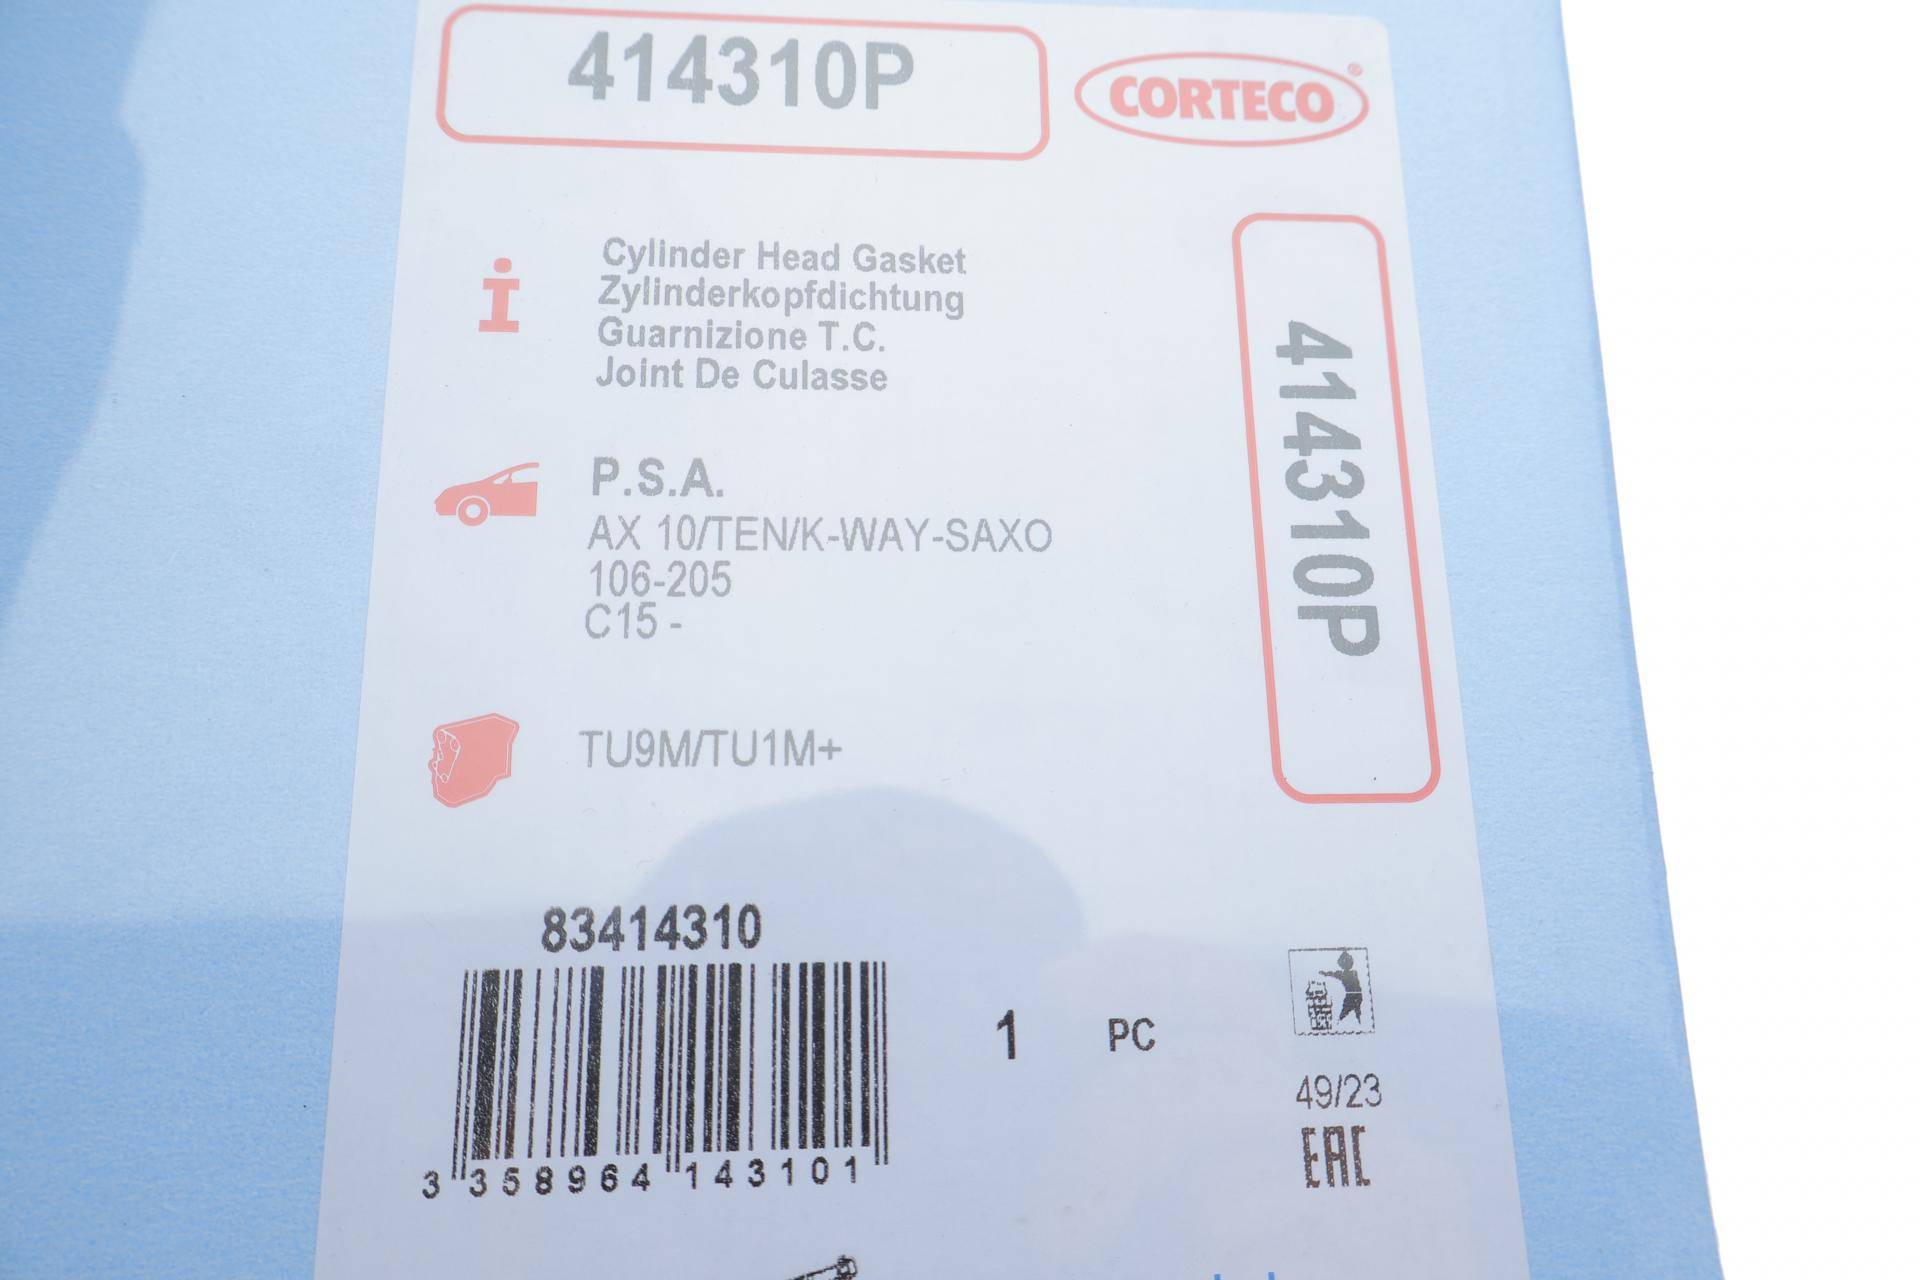 414310P
CORTECO®
Cylinder Head Gasket
Zylinderkopfdichtung
Guarnizione T.C.
Joint De Culasse
414310P
P.S.A.
AX 10/TEN/K-WAY-SAXO
106-205
C15 -
TU9M/TU1M+
83414310
3 358964 143101
1 PC
49/23
EAC